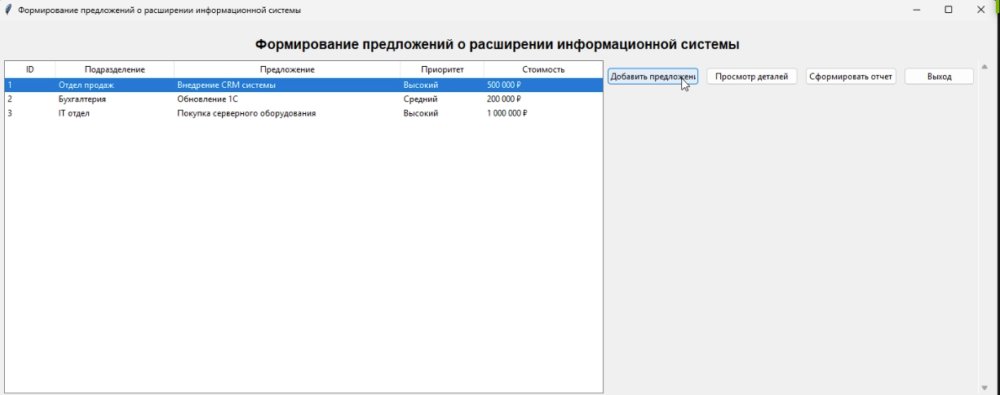 Формирование предложений о расширении информационной системы
Формирование предложений о расширении информационной системы
ID Подразделение Предложение Приоритет Стоимость
1 Отдел продаж Внедрение CRM системы Высокий 500 000 ₽
2 Бухгалтерия Обновление 1С Средний 200 000 ₽
3 IT отдел Покупка серверного оборудования Высокий 1 000 000 ₽
Добавить предложени Просмотр деталей Сформировать отчет Выход